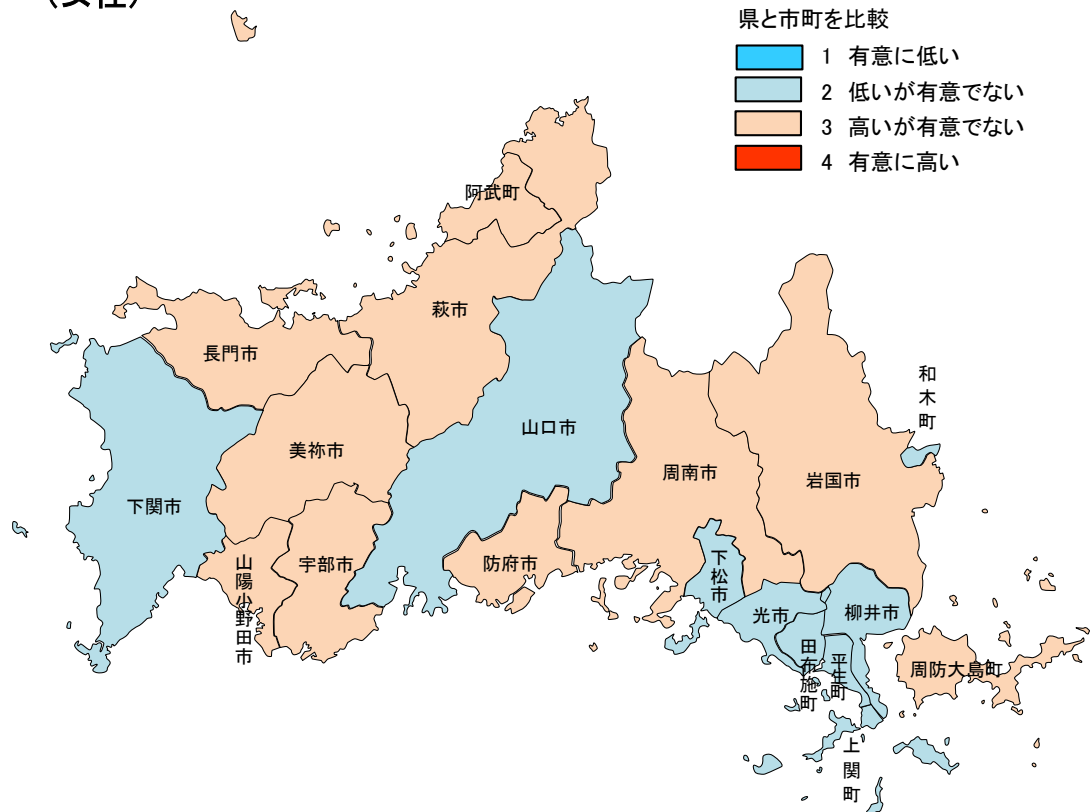 （女性）
県と市町を比較
1 有意に低い
2 低いが有意でない
3 高いが有意でない
4 有意に高い
阿武町
萩市
長門市
和木町
山口市
美祢市
周南市
岩国市
下関市
宇部市
防府市
山陽小野田市
下松市
光市
柳井市
田布施町
平生町
周防大島町
上関町